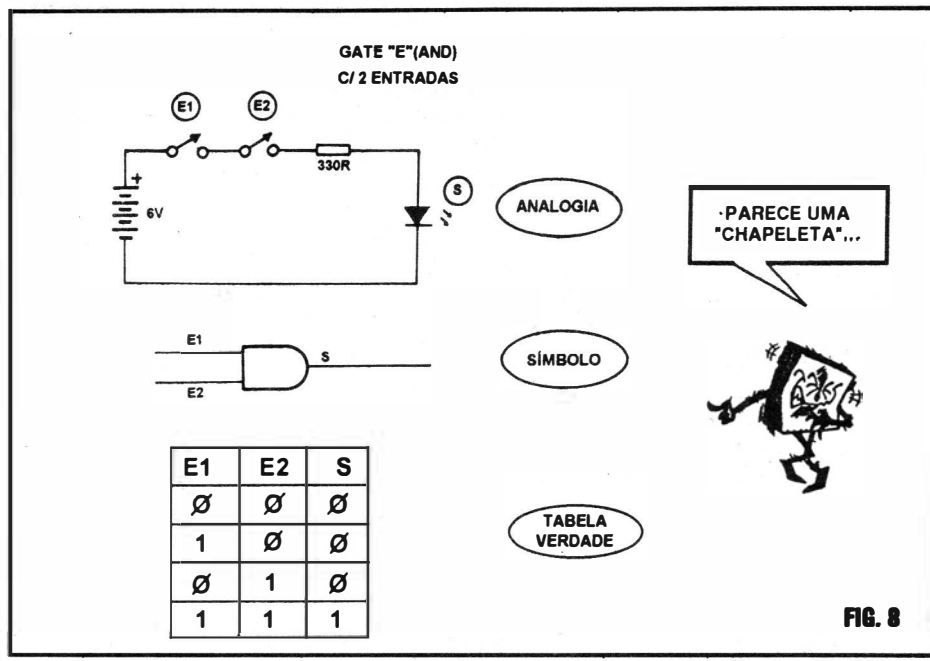 GATE "E"(AND)
C/ 2 ENTRADAS
E1
E2
330R
+
6V
S
ANALOGIA
PARECE UMA
"CHAPELETA"...
E1
S
E2
SÍMBOLO
E1 E2 S
Ø Ø Ø
1 Ø Ø
Ø 1 Ø
1 1 1
TABELA
VERDADE
FIG. 8